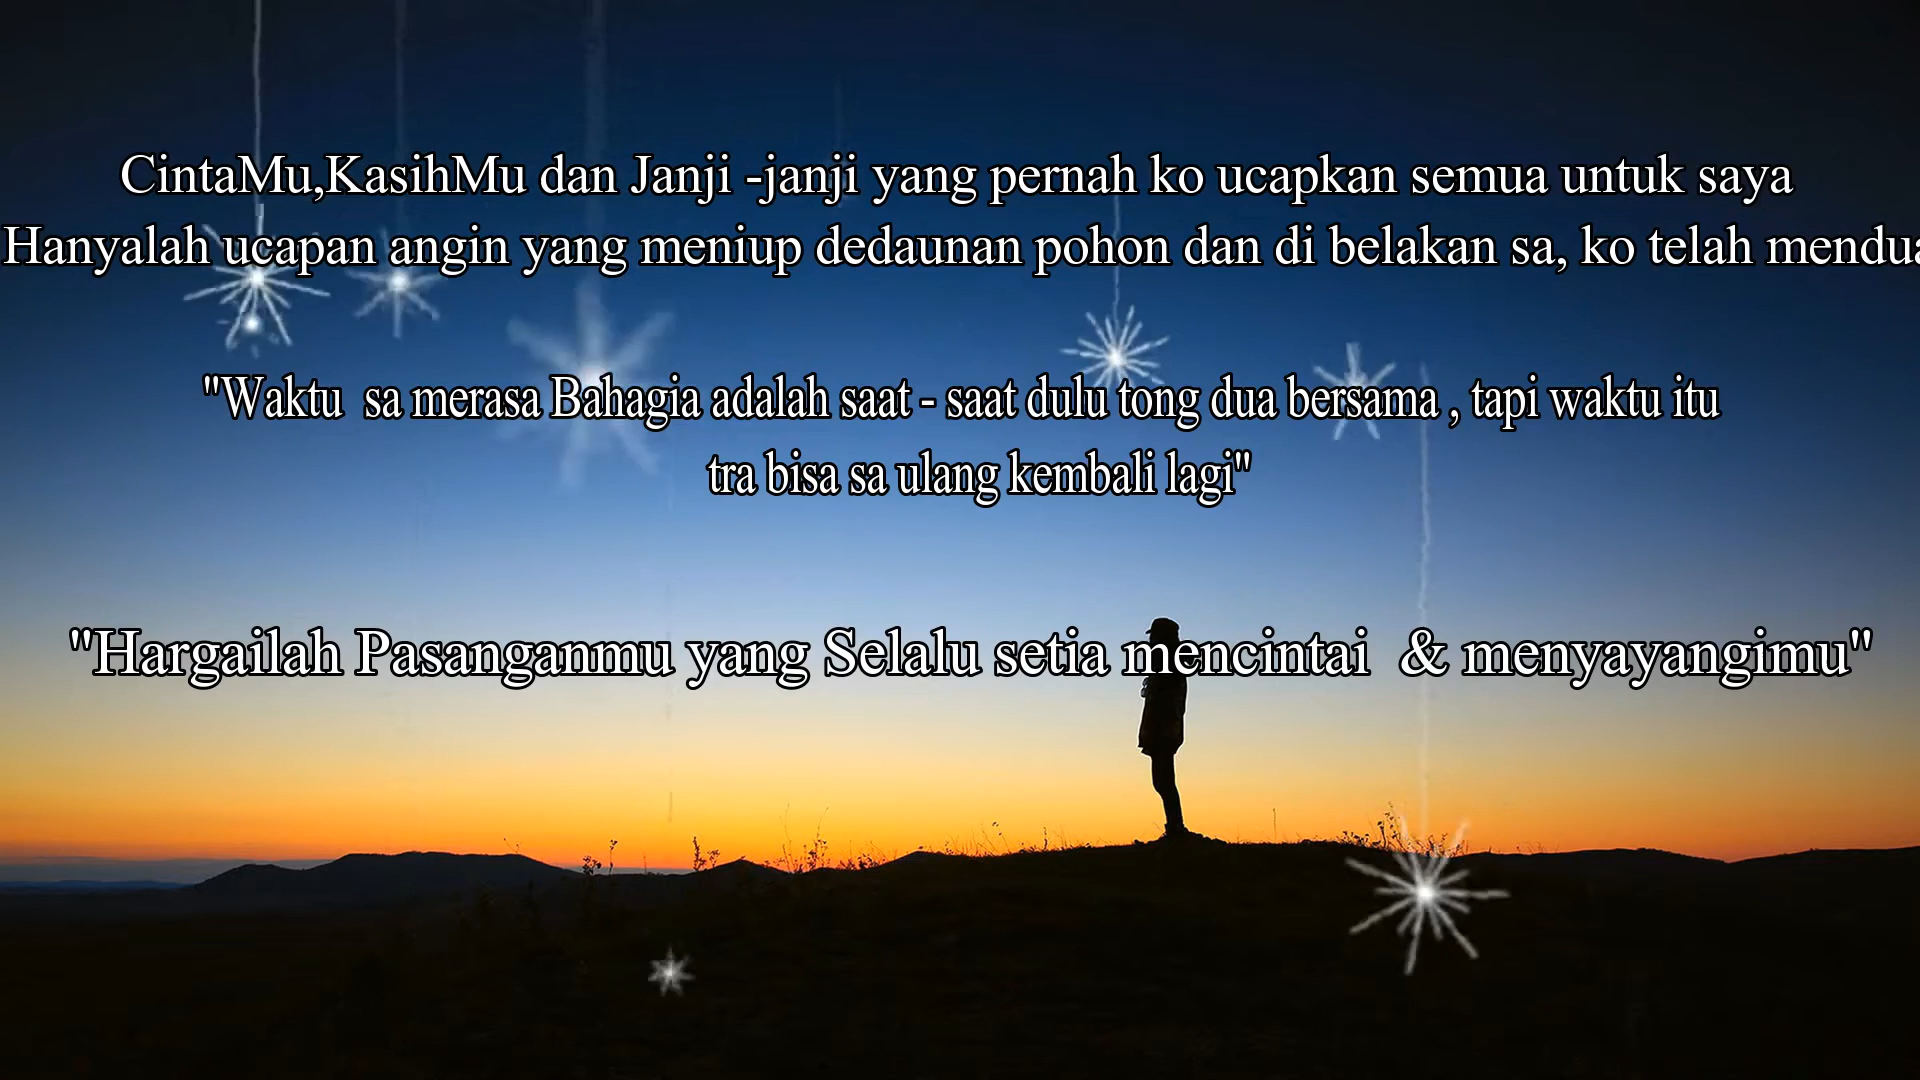 CintaMu,KasihMu dan Janji -janji yang pernah ko ucapkan semua untuk saya
Hanyalah ucapan angin yang meniup dedaunan pohon dan di belakan sa, ko telah mendua
"Waktu  sa merasa Bahagia adalah saat - saat dulu tong dua bersama , tapi waktu itu
tra bisa sa ulang kembali lagi"
"Hargailah Pasanganmu yang Selalu setia mencintai  & menyayangimu"